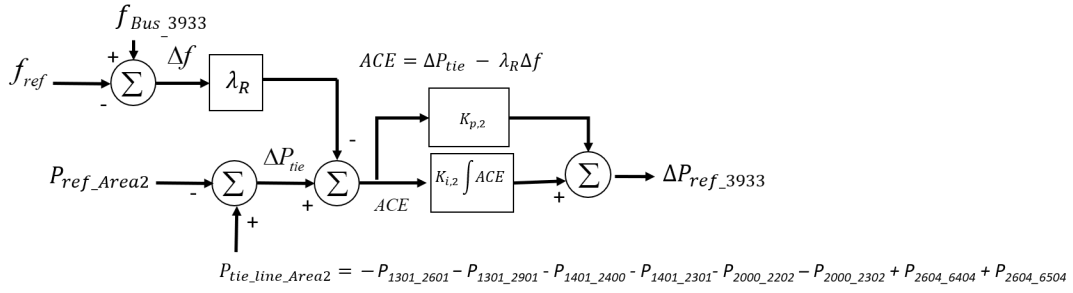 f_Bus_3933
+ Δf
ACE = ΔP_tie − λ_R Δf
f_ref Σ λ_R
-
K_p,2
-
P_ref_Area2 Σ ΔP_tie Σ K_i,2 ∫ ACE Σ ΔP_ref_3933
- + + ACE +
P_tie_line_Area2 = − P_1301_2601 − P_1301_2901 - P_1401_2400 - P_1401_2301 - P_2000_2202 − P_2000_2302 + P_2604_6404 + P_2604_6504